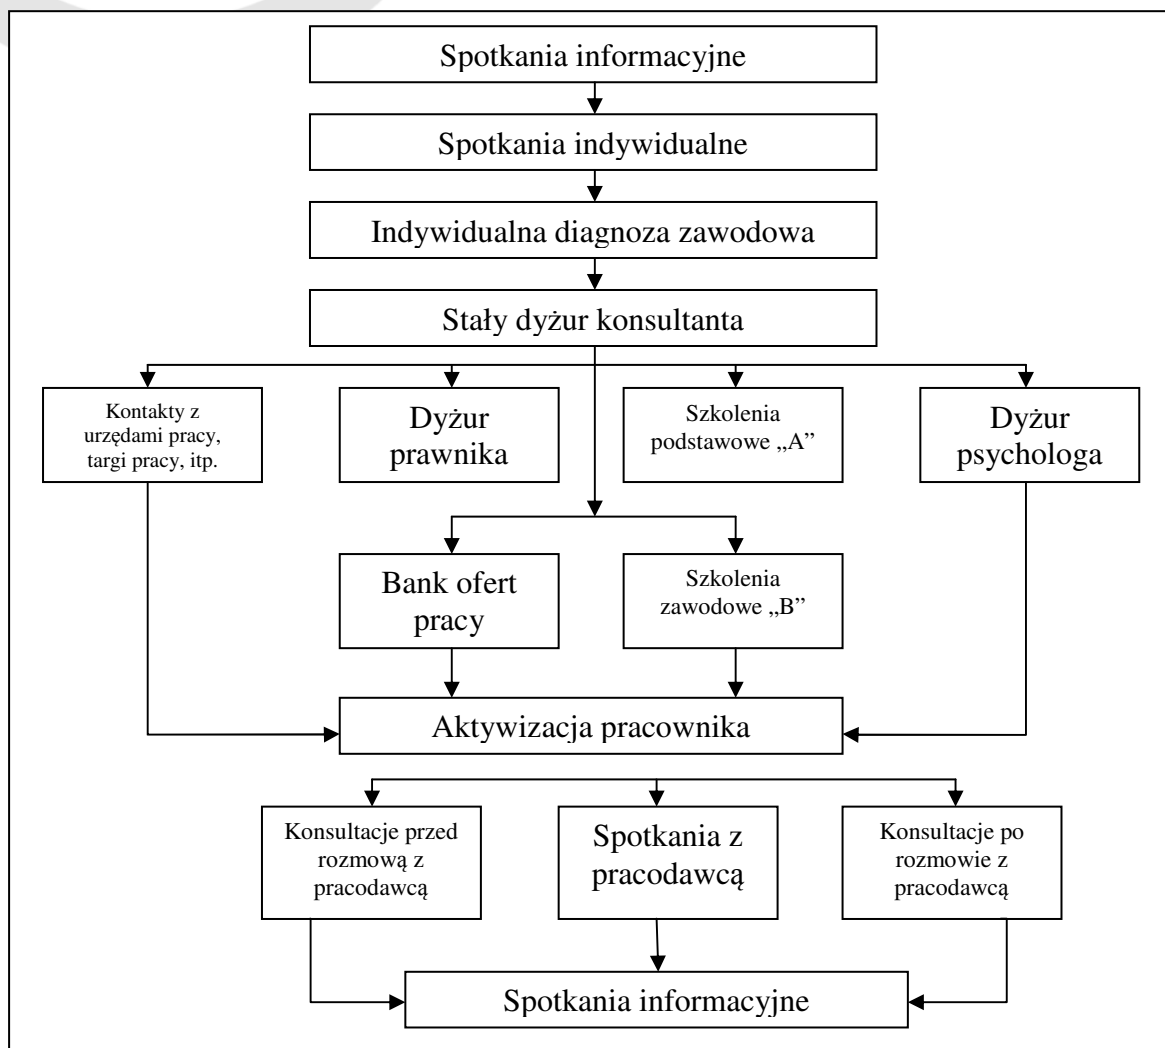 Spotkania informacyjne
Spotkania indywidualne
Indywidualna diagnoza zawodowa
Stały dyżur konsultanta
Kontakty z
urzędami pracy,
targi pracy, itp.
Dyżur
prawnika
Szkolenia
podstawowe „A”
Dyżur
psychologa
Bank ofert
pracy
Szkolenia
zawodowe „B”
Aktywizacja pracownika
Konsultacje przed
rozmową z
pracodawcą
Spotkania z
pracodawcą
Konsultacje po
rozmowie z
pracodawcą
Spotkania informacyjne